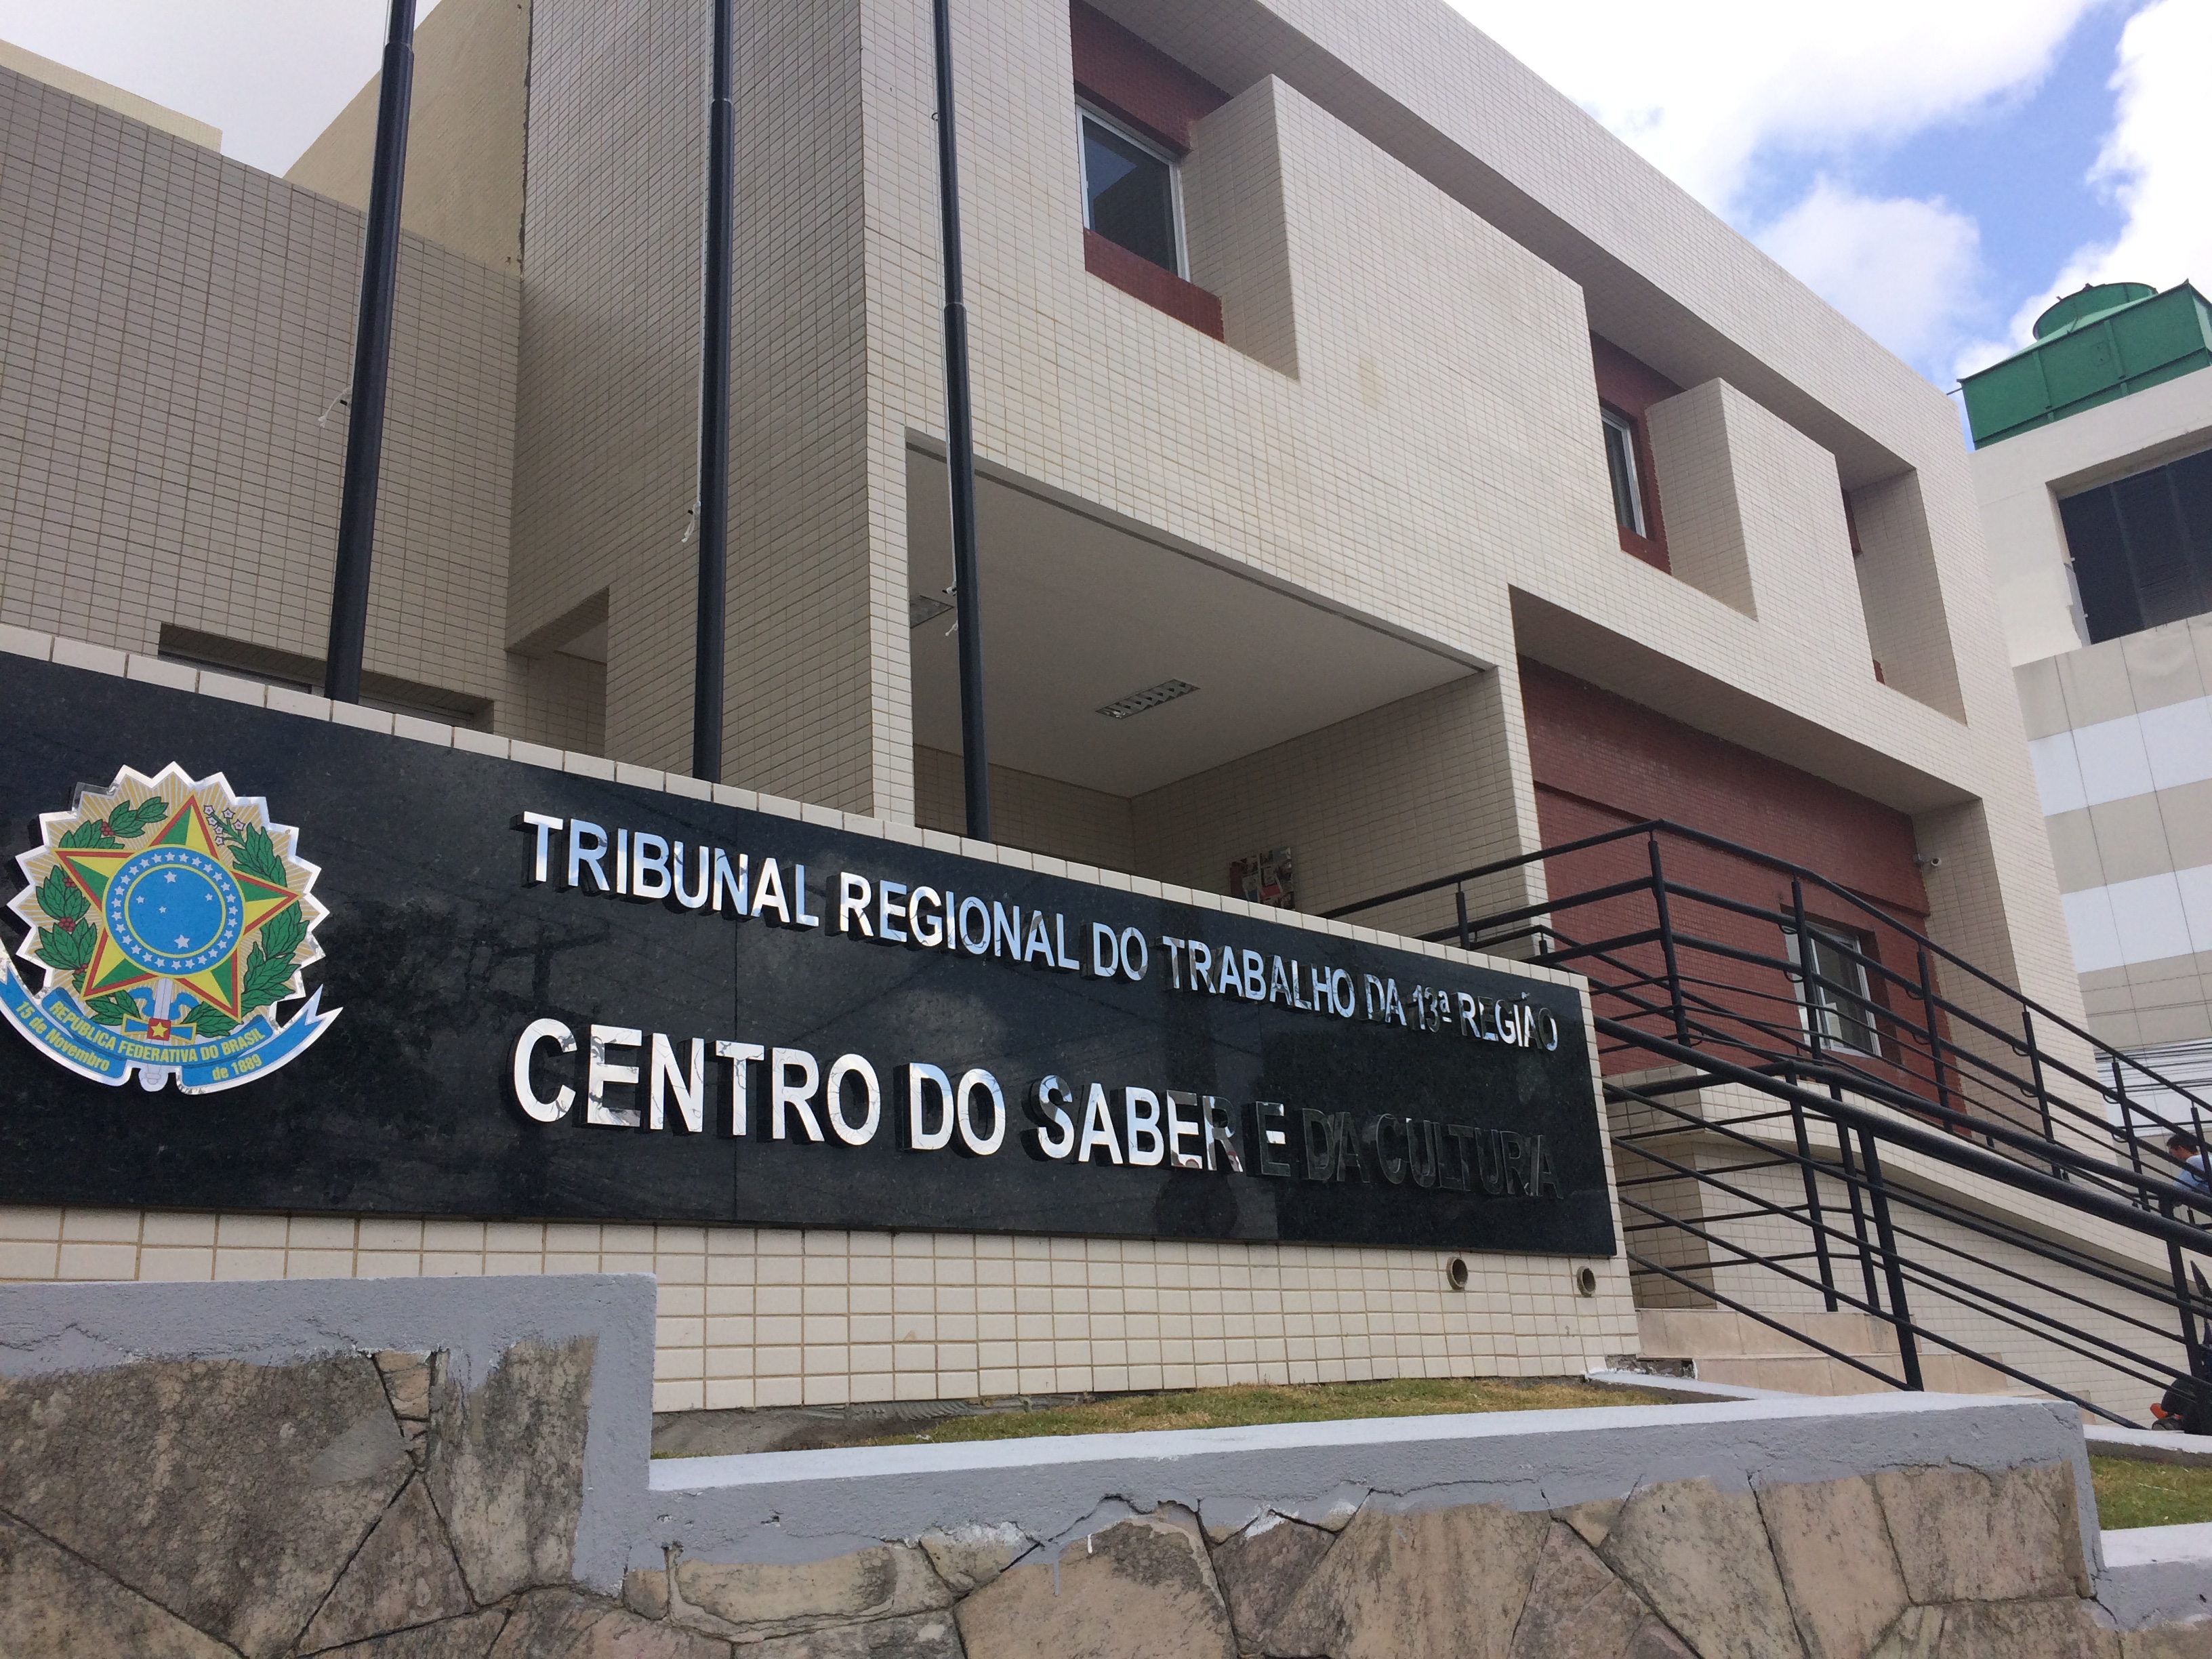 TRIBUNAL REGIONAL DO TRABALHO DA 13ª REGIÃO
CENTRO DO SABER E DA CULTURA
REPUBLICA FEDERATIVA DO BRASIL
15 de Novembro
de 1889